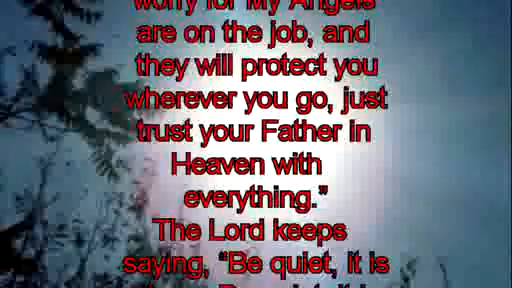 worry for My Angels
are on the job, and
they will protect you
wherever you go, just
trust your Father in
Heaven with
everything.”
The Lord keeps
saying, “Be quiet, it is